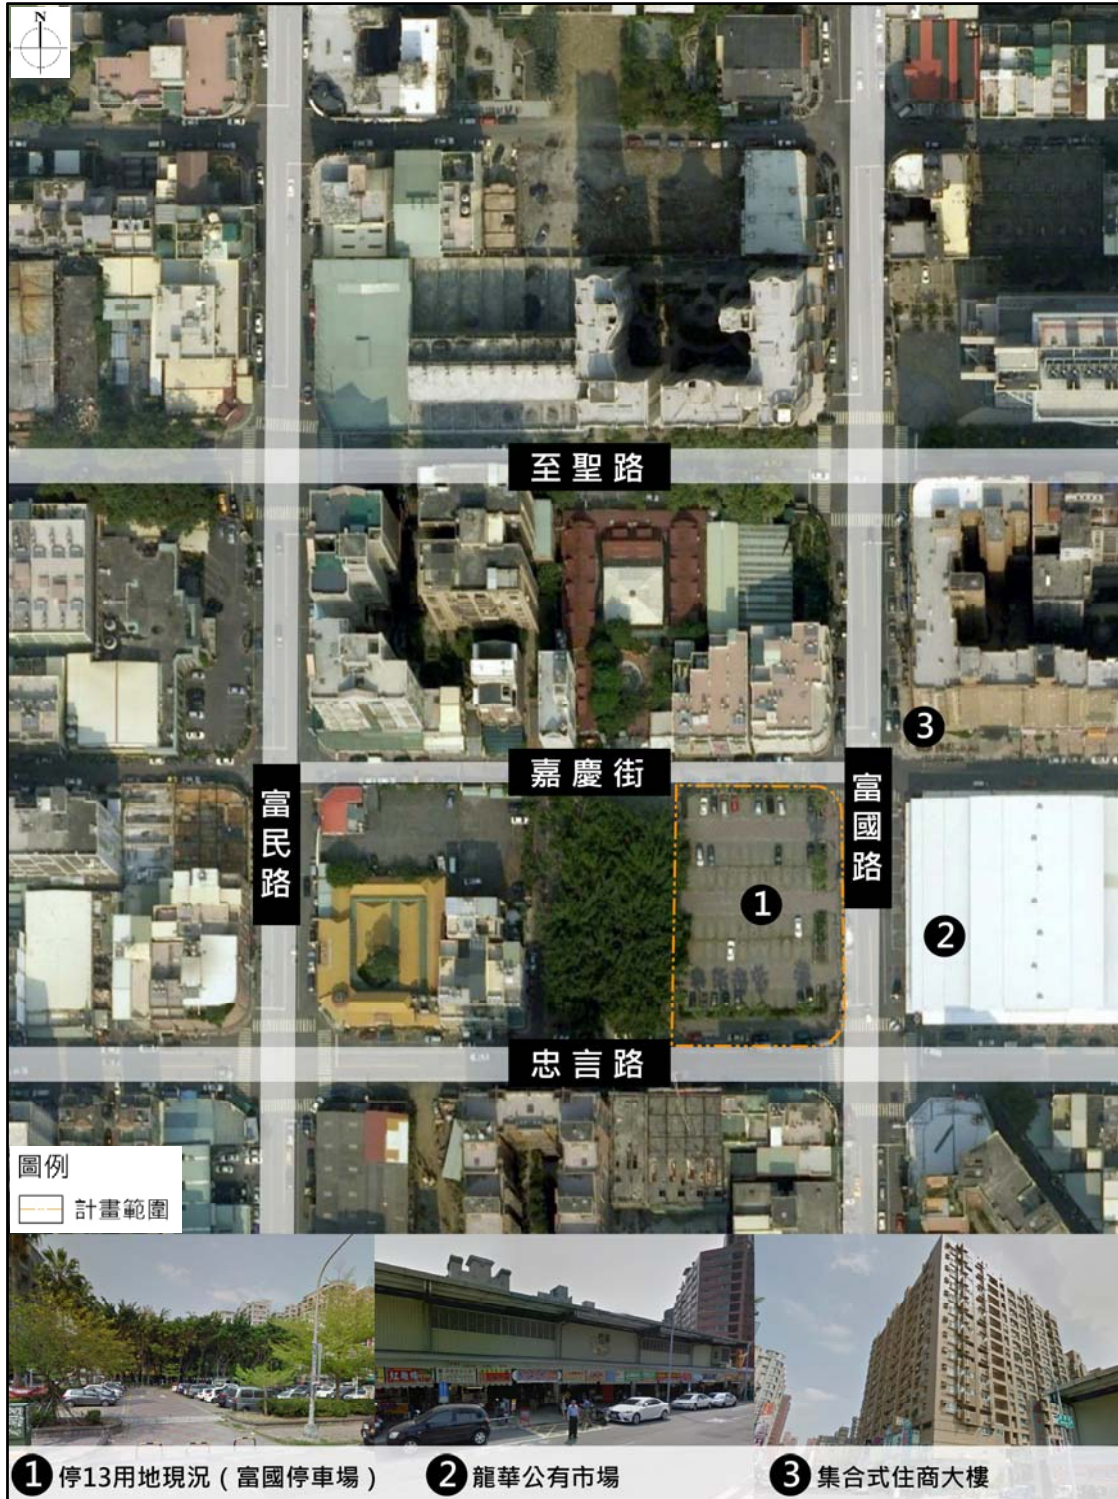 N
至聖路
嘉慶街
富民路
富國路
忠言路
3
1
2
圖例
計畫範圍
1 停13用地現況（富國停車場）
2 龍華公有市場
3 集合式住商大樓